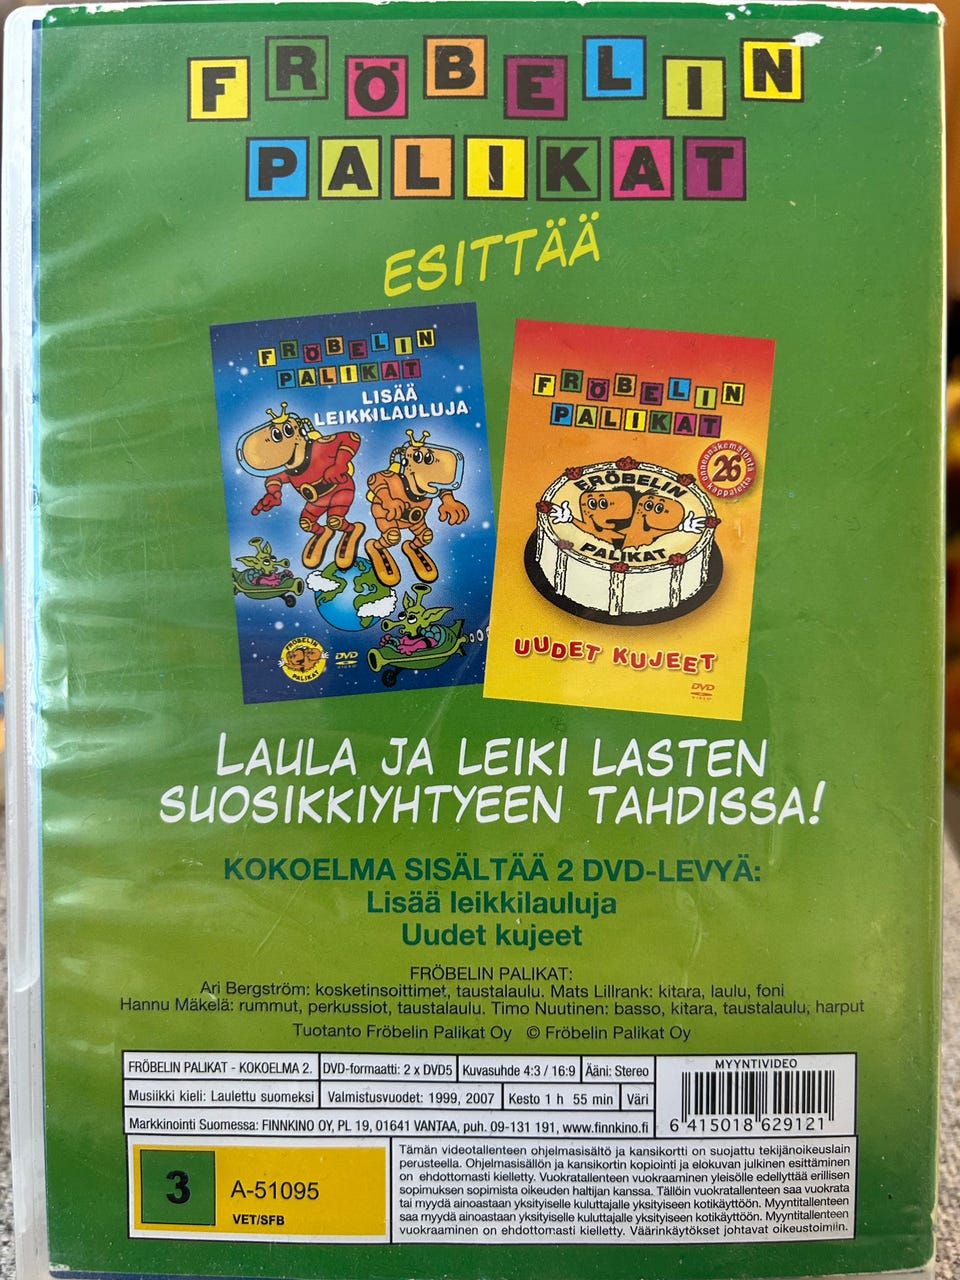 FRÖBELIN
PALIKAT
ESITTÄÄ
FRÖBELIN
PALIKAT
LISÄÄ
LEIKKILAULUJA
FRÖBELIN
PALIKAT
DVD
VIDEO
FRÖBELIN
PALIKAT
ennennäkemätöntä
26
kappaletta
FRÖBELIN
PALIKAT
UUDET KUJEET
DVD
VIDEO
LAULA JA LEIKI LASTEN
SUOSIKKIYHTYEEN TAHDISSA!
KOKOELMA SISÄLTÄÄ 2 DVD-LEVYÄ:
Lisää leikkilauluja
Uudet kujeet
FRÖBELIN PALIKAT:
Ari Bergström: kosketinsoittimet, taustalaulu. Mats Lillrank: kitara, laulu, foni
Hannu Mäkelä: rummut, perkussiot, taustalaulu. Timo Nuutinen: basso, kitara, taustalaulu, harput
Tuotanto Fröbelin Palikat Oy © Fröbelin Palikat Oy
FRÖBELIN PALIKAT - KOKOELMA 2. DVD-formaatti: 2 x DVD5 Kuvasuhde 4:3 / 16:9 Ääni: Stereo
Musiikki kieli: Laulettu suomeksi Valmistusvuodet: 1999, 2007 Kesto 1 h 55 min Väri
Markkinointi Suomessa: FINNKINO OY, PL 19, 01641 VANTAA, puh. 09-131 191, www.finnkino.fi
MYYNTIVIDEO
6 415018 629121
3
A-51095
VET/SFB
Tämän videotallenteen ohjelmasisältö ja kansikortti on suojattu tekijänoikeuslain
perusteella. Ohjelmasisällön ja kansikortin kopiointi ja elokuvan julkinen esittäminen
on ehdottomasti kielletty. Vuokratallenteen vuokraaminen yleisölle edellyttää erillisen
sopimuksen sopimista oikeuden haltijan kanssa. Tällöin vuokratallenteen saa vuokrata
tai myydä ainoastaan yksityiselle kuluttajalle yksityiseen kotikäyttöön. Myyntitallenteen
saa myydä ainoastaan yksityiselle kuluttajalle yksityiseen kotikäyttöön. Myyntitallenteen
vuokraaminen on ehdottomasti kielletty. Väärinkäytökset johtavat oikeustoimiin.